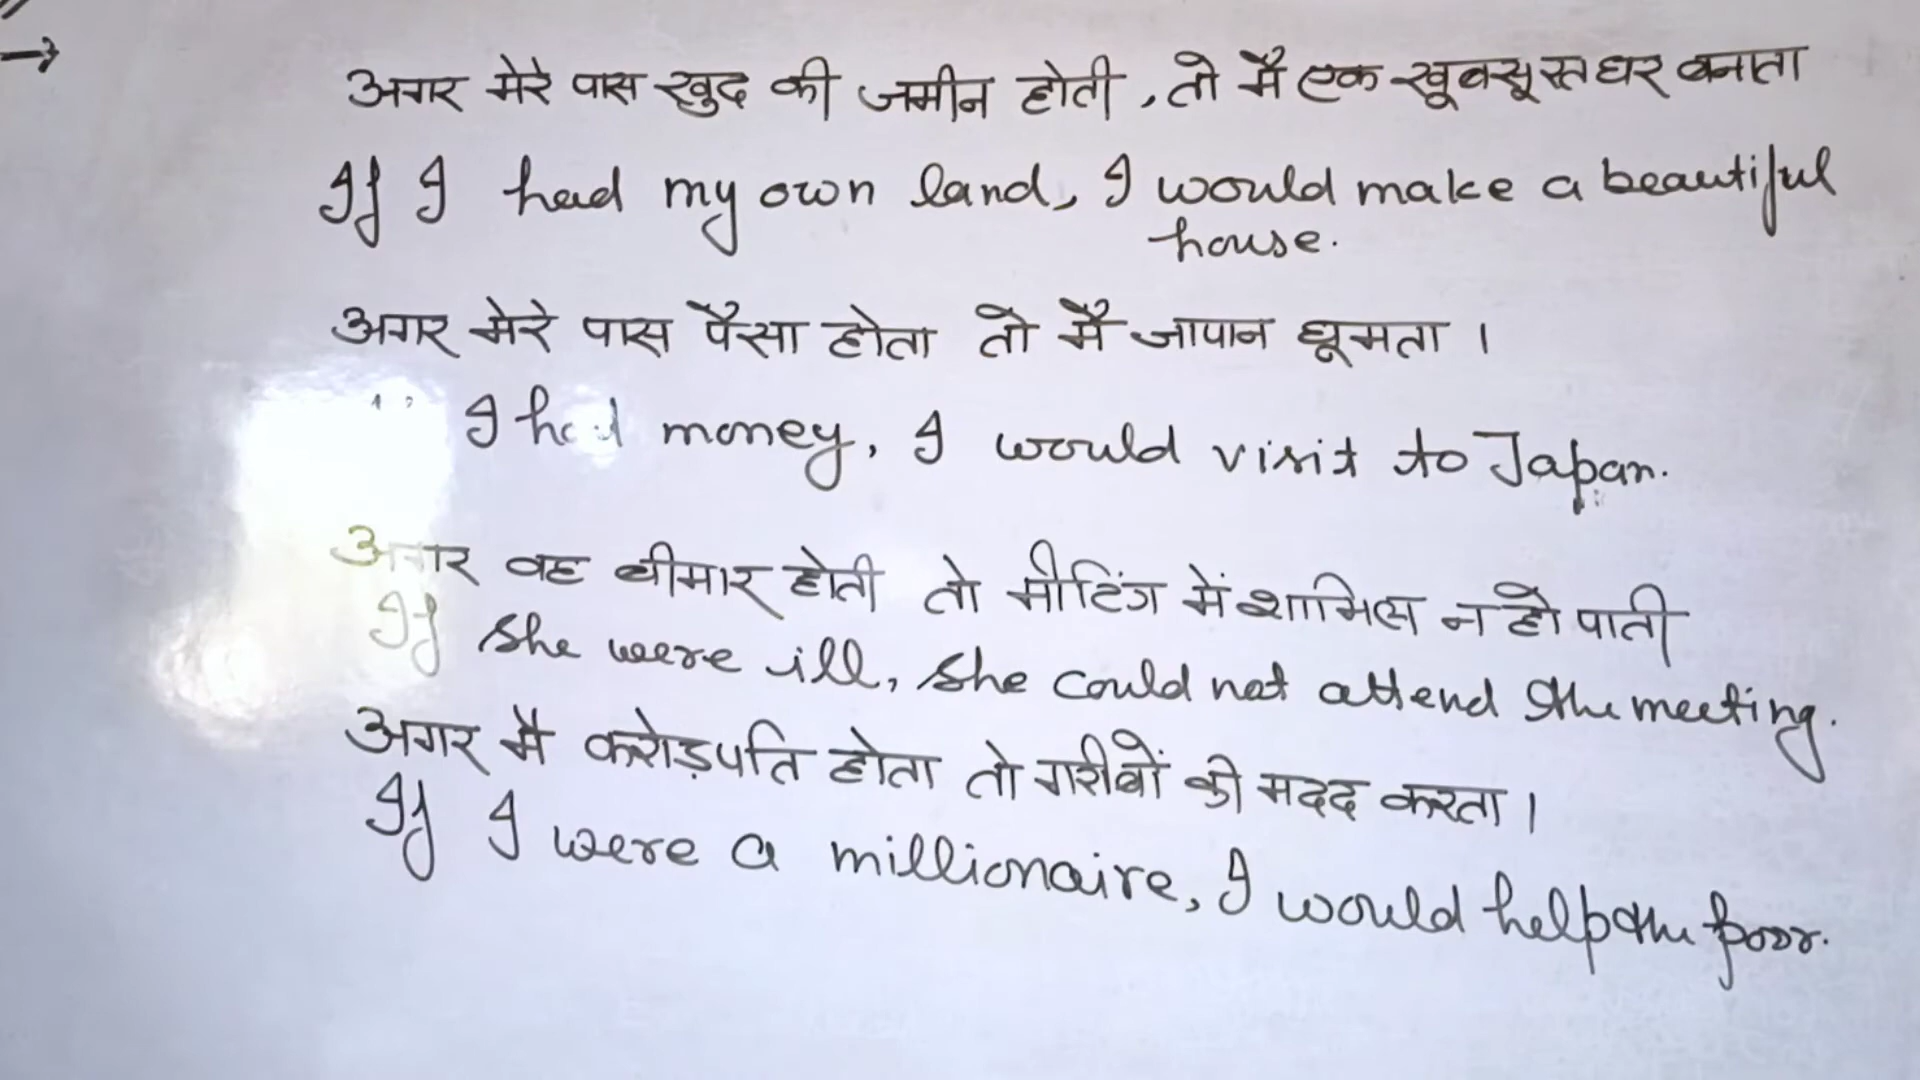 →
अगर मेरे पास खुद की जमीन होती, तो मै एक खूबसूरत घर बनाता
If I had my own land, I would make a beautiful
house.
अगर मेरे पास पैसा होता तो मै जापान घूमता।
I had money, I would visit to Japan.
अगर वह बीमार होती तो मीटिंग में शामिल न हो पाती
If she were ill, she could not attend the meeting.
अगर मै करोड़पति होता तो गरीबों की मदद करता।
If I were a millionaire, I would help the poor.